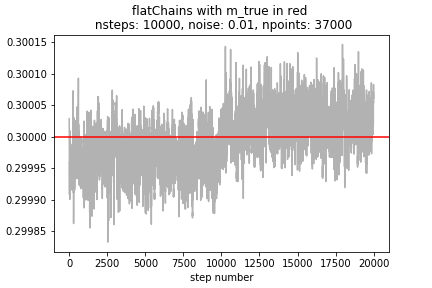 flatChains with m_true in red
nsteps: 10000, noise: 0.01, npoints: 37000
0.30015
0.30010
0.30005
0.30000
0.29995
0.29990
0.29985
0 2500 5000 7500 10000 12500 15000 17500 20000
step number